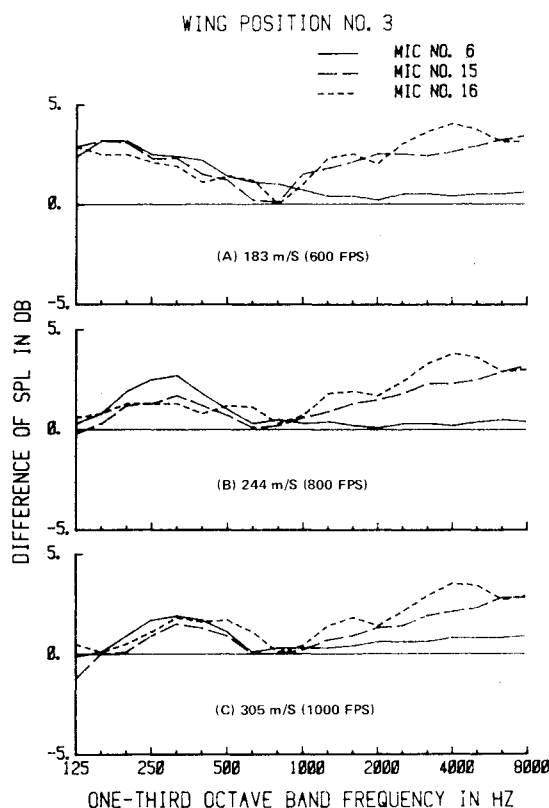 WING POSITION NO. 3
MIC NO. 6
MIC NO. 15
MIC NO. 16
DIFFERENCE OF SPL IN DB
5.
0.
-5.
(A) 183 m/S (600 FPS)
5.
0.
-5.
(B) 244 m/S (800 FPS)
5.
0.
-5.
(C) 305 m/S (1000 FPS)
125 250 500 1000 2000 4000 8000
ONE-THIRD OCTAVE BAND FREQUENCY IN HZ